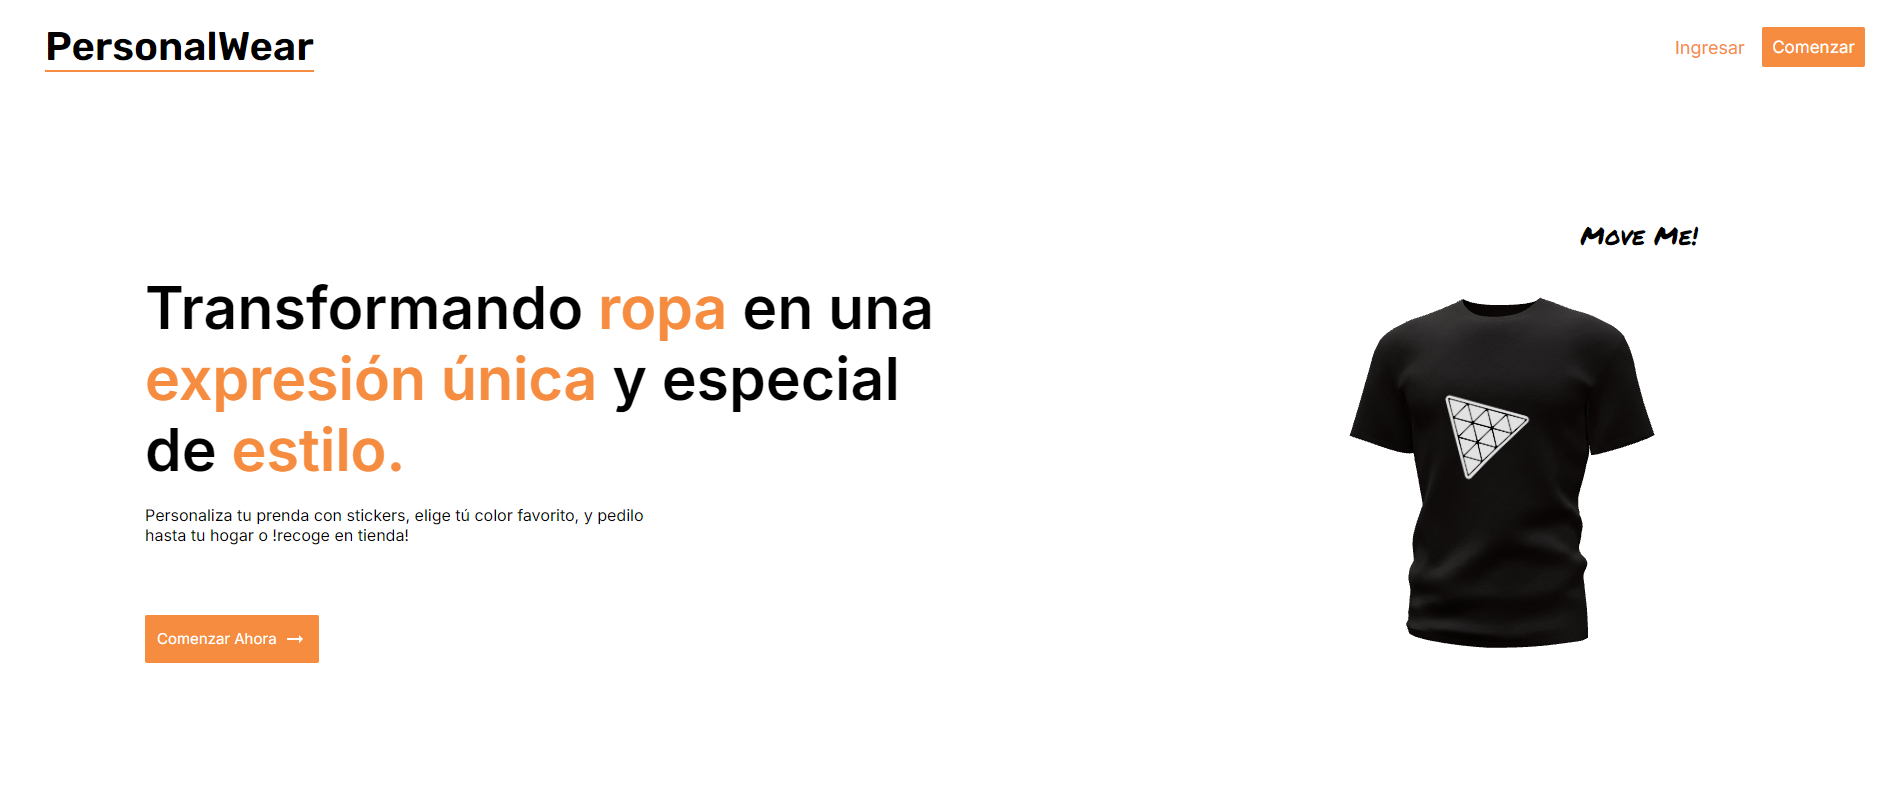 PersonalWear
Ingresar
Comenzar
Move Me!
Transformando ropa en una
expresión única y especial
de estilo.
Personaliza tu prenda con stickers, elige tú color favorito, y pedilo
hasta tu hogar o !recoge en tienda!
Comenzar Ahora →